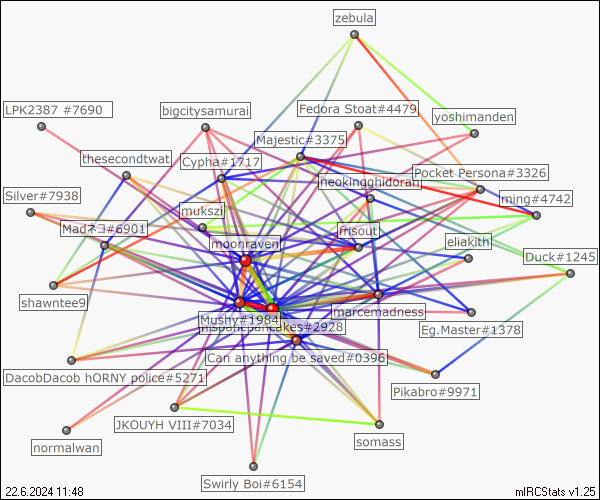 zebula
LPK2387 #7690
bigcitysamurai
Fedora Stoat#4479
yoshimanden
Majestic#3375
thesecondtwat
Cypha#1717
Pocket Persona#3326
neokingghidoran
Silver#7938
ming#4742
mukszii
Madネコ#6901
frisout
moonraven
eliakith
Duck#1245
shawntee9
marcemadness
Mushy#1984
hispanicpancakes#2928
Eg.Master#1378
Can anything be saved#0396
DacobDacob hORNY police#5271
Pikabro#9971
JKOUYH VIII#7034
somass
normalwan
Swirly Boi#6154
22.6.2024 11:48
mIRCStats v1.25